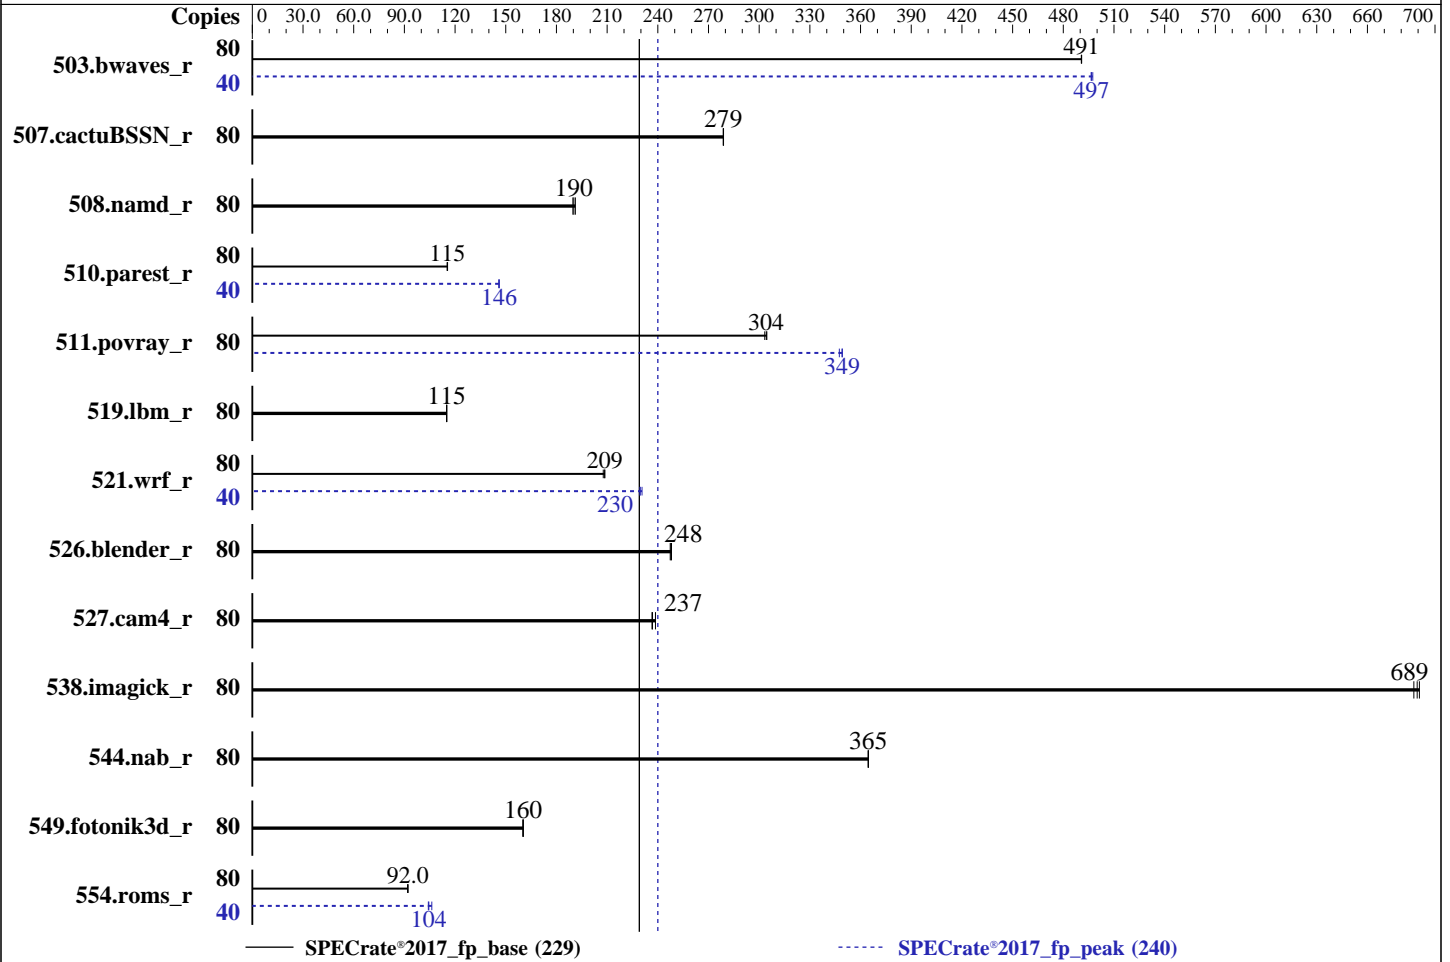 Copies 0 30.0 60.0 90.0 120 150 180 210 240 270 300 330 360 390 420 450 480 510 540 570 600 630 660 700
503.bwaves_r 80 491
40 497
507.cactuBSSN_r 80 279
508.namd_r 80 190
510.parest_r 80 115
40 146
511.povray_r 80 304
349
519.lbm_r 80 115
521.wrf_r 80 209
40 230
526.blender_r 80 248
527.cam4_r 80 237
538.imagick_r 80 689
544.nab_r 80 365
549.fotonik3d_r 80 160
554.roms_r 80 92.0
40 104
SPECrate®2017_fp_base (229) SPECrate®2017_fp_peak (240)